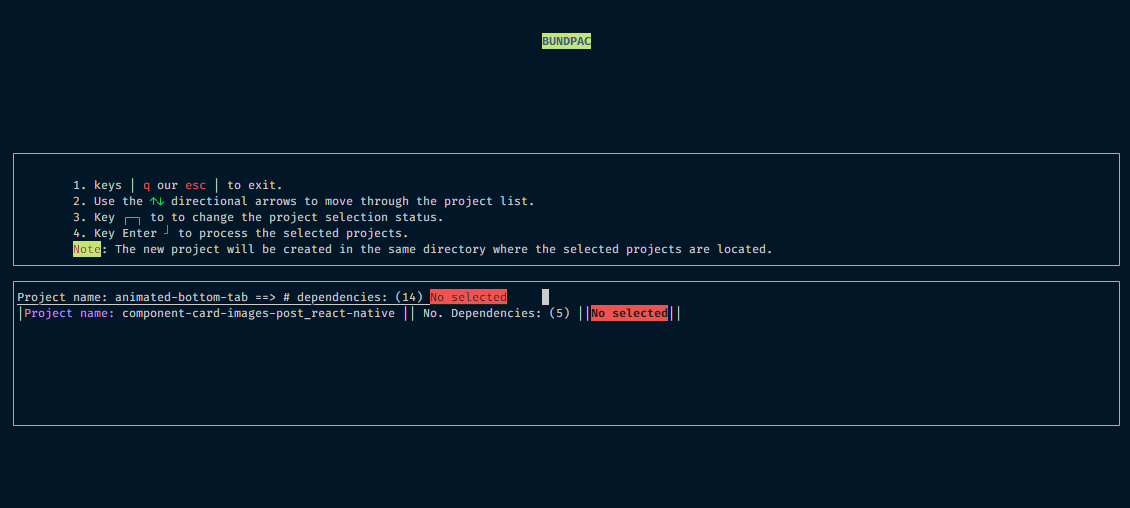 BUNDPAC
1. keys | q our esc | to exit.
2. Use the ↑↓ directional arrows to move through the project list.
3. Key ┌─┐ to to change the project selection status.
4. Key Enter ┘ to process the selected projects.
Note: The new project will be created in the same directory where the selected projects are located.
Project name: animated-bottom-tab ==> # dependencies: (14) No selected
|Project name: component-card-images-post_react-native || No. Dependencies: (5) ||No selected||